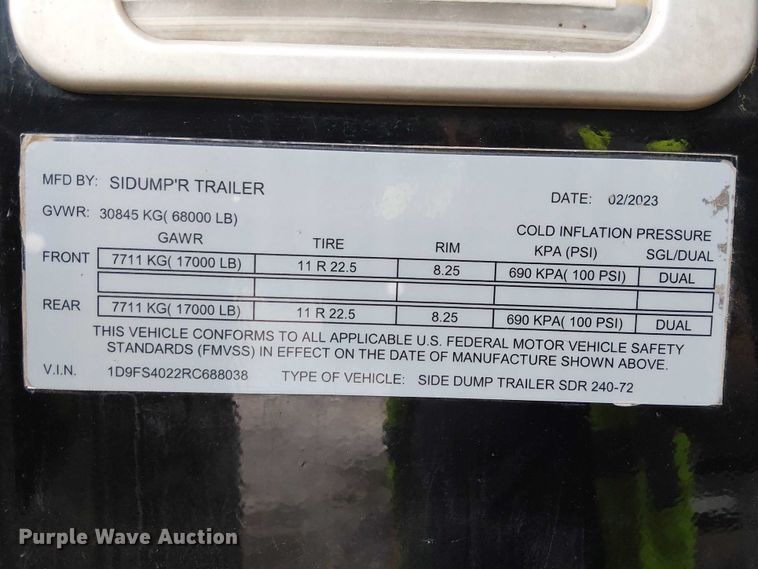 MFD BY: SIDUMP'R TRAILER
DATE: 02/2023
GVWR: 30845 KG( 68000 LB)
COLD INFLATION PRESSURE
GAWR TIRE RIM KPA (PSI) SGL/DUAL
FRONT 7711 KG( 17000 LB) 11 R 22.5 8.25 690 KPA( 100 PSI) DUAL
REAR 7711 KG( 17000 LB) 11 R 22.5 8.25 690 KPA( 100 PSI) DUAL
THIS VEHICLE CONFORMS TO ALL APPLICABLE U.S. FEDERAL MOTOR VEHICLE SAFETY
STANDARDS (FMVSS) IN EFFECT ON THE DATE OF MANUFACTURE SHOWN ABOVE.
V.I.N. 1D9FS4022RC688038 TYPE OF VEHICLE: SIDE DUMP TRAILER SDR 240-72
Purple Wave Auction